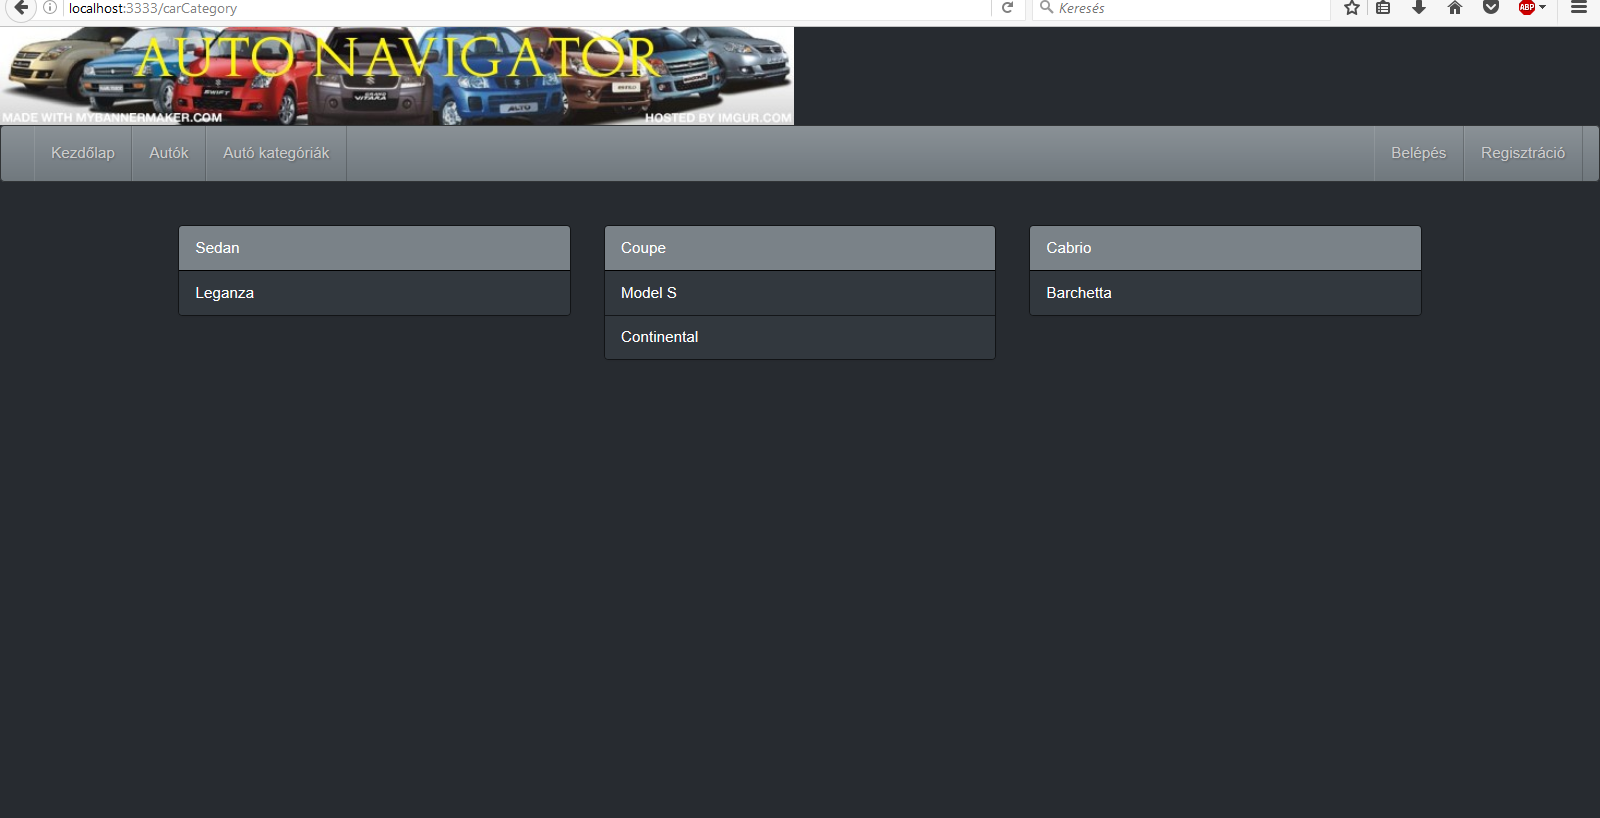 localhost:3333/carCategory
Keresés
ABP
AUTO NAVIGATOR
SWIFT
GRAND
VITARA
ALTO
MADE WITH MYBANNERMAKER.COM
HOSTED BY IMGUR.COM
Kezdőlap
Autók
Autó kategóriák
Belépés
Regisztráció
Sedan
Leganza
Coupe
Model S
Continental
Cabrio
Barchetta